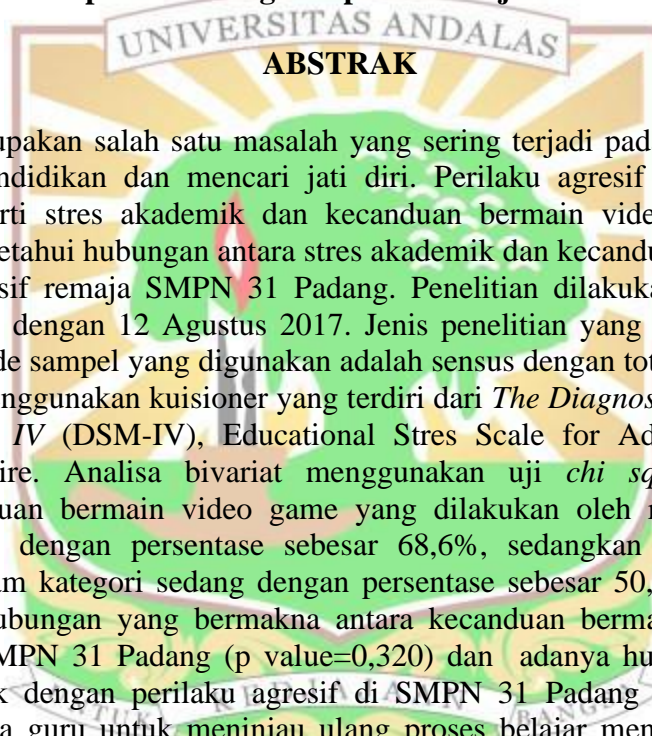 UNIVERSITAS ANDALAS
ABSTRAK
upakan salah satu masalah yang sering terjadi pad
ndidikan dan mencari jati diri. Perilaku agresif
rti stres akademik dan kecanduan bermain vide
etahui hubungan antara stres akademik dan kecandu
sif remaja SMPN 31 Padang. Penelitian dilakuka
dengan 12 Agustus 2017. Jenis penelitian yang
de sampel yang digunakan adalah sensus dengan tot
enggunakan kuisioner yang terdiri dari The Diagnos
IV (DSM-IV), Educational Stres Scale for Ad
ire. Analisa bivariat menggunakan uji chi sq
uan bermain video game yang dilakukan oleh r
dengan persentase sebesar 68,6%, sedangkan
am kategori sedang dengan persentase sebesar 50,
ubungan yang bermakna antara kecanduan berma
MPN 31 Padang (p value=0,320) dan adanya hu
k dengan perilaku agresif di SMPN 31 Padang
a guru untuk meninjau ulang proses belajar men